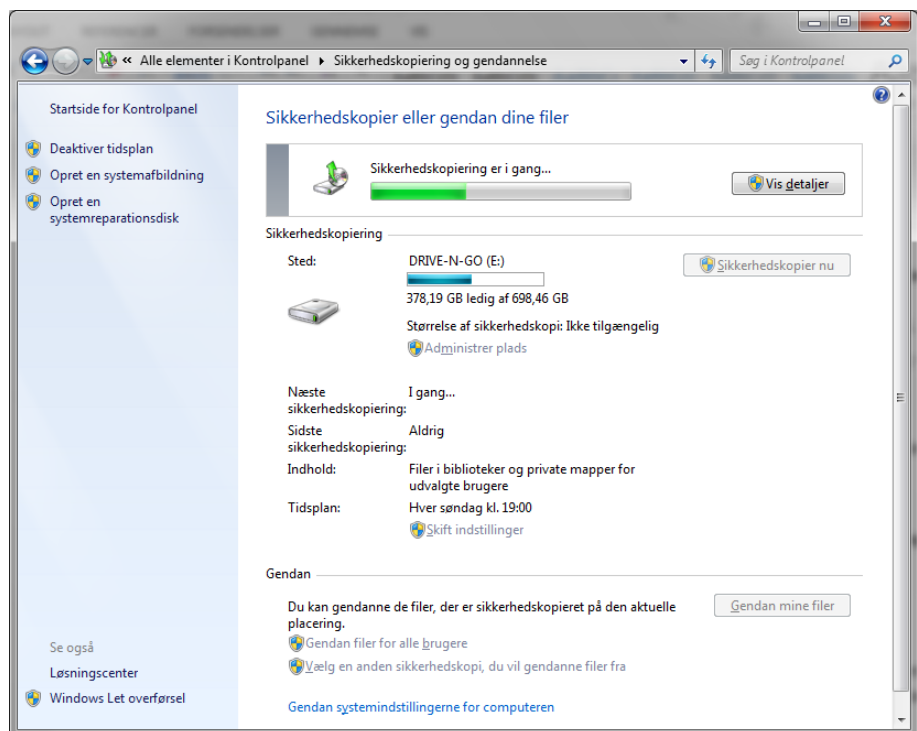 « Alle elementer i Kontrolpanel ▸ Sikkerhedskopiering og gendannelse
Søg i Kontrolpanel
Startside for Kontrolpanel
Deaktiver tidsplan
Opret en systemafbildning
Opret en
systemreparationsdisk
Sikkerhedskopier eller gendan dine filer
Sikkerhedskopiering er i gang...
Vis detaljer
Sikkerhedskopiering
Sted:
DRIVE-N-GO (E:)
Sikkerhedskopier nu
378,19 GB ledig af 698,46 GB
Størrelse af sikkerhedskopi: Ikke tilgængelig
Administrer plads
Næste
sikkerhedskopiering:
I gang...
Sidste
sikkerhedskopiering:
Aldrig
Indhold:
Filer i biblioteker og private mapper for
udvalgte brugere
Tidsplan:
Hver søndag kl. 19:00
Skift indstillinger
Gendan
Du kan gendanne de filer, der er sikkerhedskopieret på den aktuelle
placering.
Gendan mine filer
Gendan filer for alle brugere
Vælg en anden sikkerhedskopi, du vil gendanne filer fra
Gendan systemindstillingerne for computeren
Se også
Løsningscenter
Windows Let overførsel